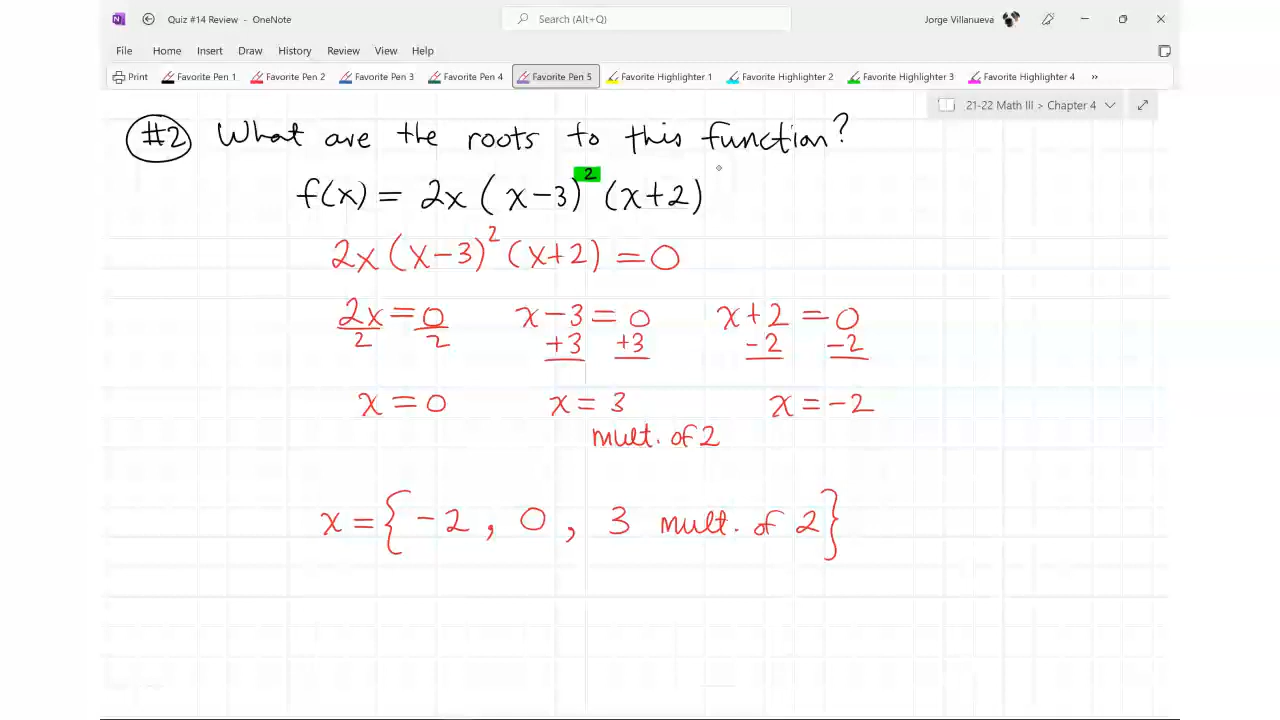 Quiz #14 Review - OneNote
Search (Alt+Q)
Jorge Villanueva
File Home Insert Draw History Review View Help
Print Favorite Pen 1 Favorite Pen 2 Favorite Pen 3 Favorite Pen 4 Favorite Pen 5 Favorite Highlighter 1 Favorite Highlighter 2 Favorite Highlighter 3 Favorite Highlighter 4 »
21-22 Math III > Chapter 4
#2 What are the roots to this function?
f(x) = 2x (x-3)² (x+2)
2x (x-3)² (x+2) = 0
2x = 0 x-3 = 0 x+2 = 0
2 2 +3 +3 -2 -2
x = 0 x = 3 x = -2
mult. of 2
x = { -2 , 0 , 3 mult. of 2 }